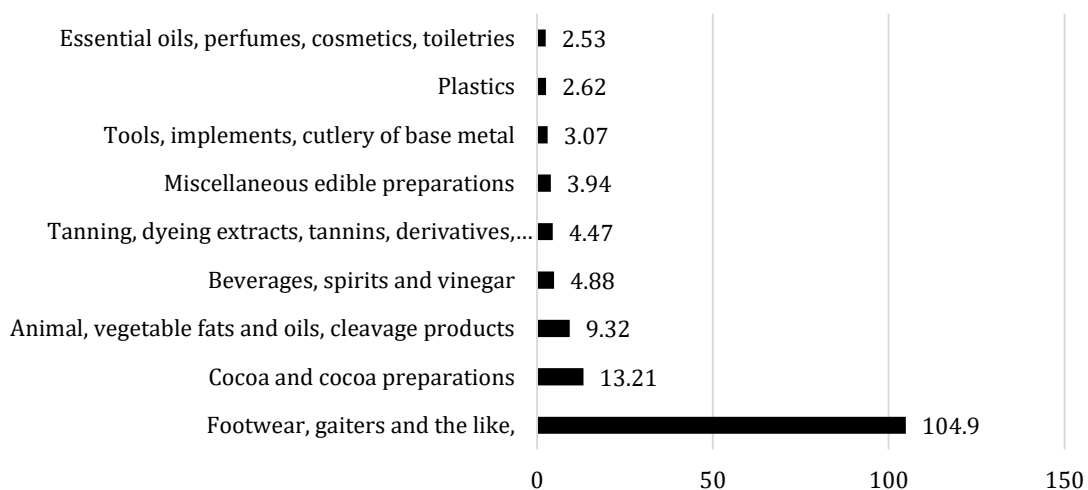 Essential oils, perfumes, cosmetics, toiletries 2.53
Plastics 2.62
Tools, implements, cutlery of base metal 3.07
Miscellaneous edible preparations 3.94
Tanning, dyeing extracts, tannins, derivatives,... 4.47
Beverages, spirits and vinegar 4.88
Animal, vegetable fats and oils, cleavage products 9.32
Cocoa and cocoa preparations 13.21
Footwear, gaiters and the like, 104.9
0 50 100 150